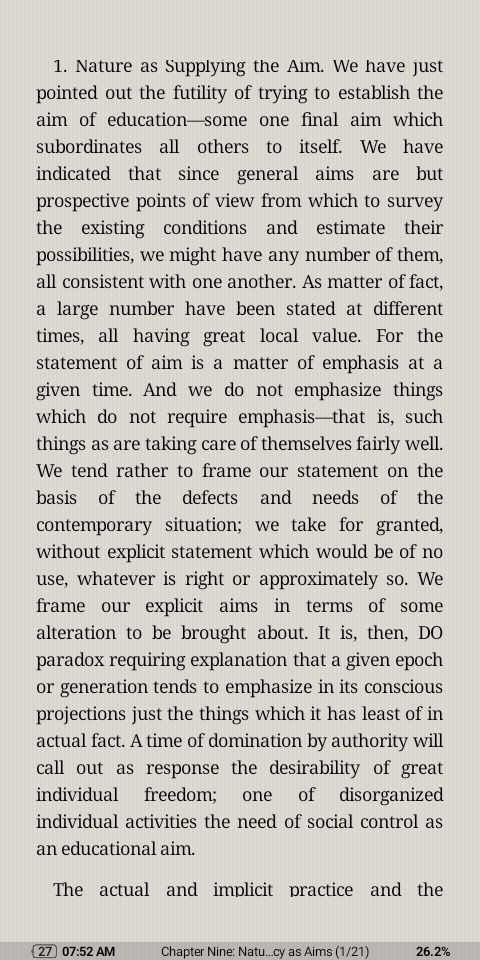 1. Nature as Supplying the Aim. We have just
pointed out the futility of trying to establish the
aim of education—some one final aim which
subordinates all others to itself. We have
indicated that since general aims are but
prospective points of view from which to survey
the existing conditions and estimate their
possibilities, we might have any number of them,
all consistent with one another. As matter of fact,
a large number have been stated at different
times, all having great local value. For the
statement of aim is a matter of emphasis at a
given time. And we do not emphasize things
which do not require emphasis—that is, such
things as are taking care of themselves fairly well.
We tend rather to frame our statement on the
basis of the defects and needs of the
contemporary situation; we take for granted,
without explicit statement which would be of no
use, whatever is right or approximately so. We
frame our explicit aims in terms of some
alteration to be brought about. It is, then, DO
paradox requiring explanation that a given epoch
or generation tends to emphasize in its conscious
projections just the things which it has least of in
actual fact. A time of domination by authority will
call out as response the desirability of great
individual freedom; one of disorganized
individual activities the need of social control as
an educational aim.
The actual and implicit practice and the
27 07:52 AM Chapter Nine: Natu...cy as Aims (1/21) 26.2%